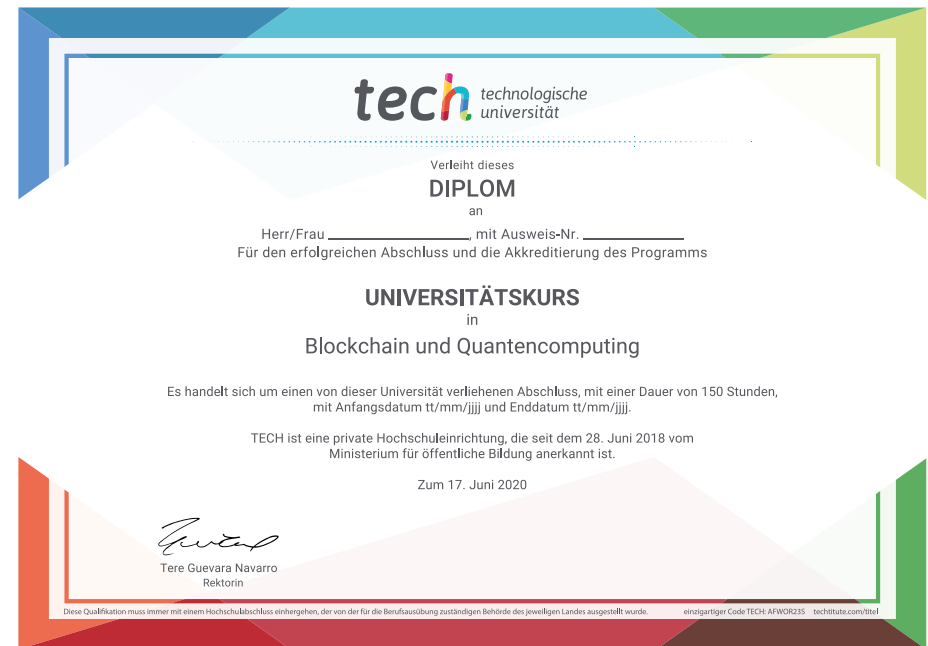 tech technologische
universität
Verleiht dieses
DIPLOM
an
Herr/Frau ____________________, mit Ausweis-Nr. ______________
Für den erfolgreichen Abschluss und die Akkreditierung des Programms
UNIVERSITÄTSKURS
in
Blockchain und Quantencomputing
Es handelt sich um einen von dieser Universität verliehenen Abschluss, mit einer Dauer von 150 Stunden,
mit Anfangsdatum tt/mm/jjjj und Enddatum tt/mm/jjjj.
TECH ist eine private Hochschuleinrichtung, die seit dem 28. Juni 2018 vom
Ministerium für öffentliche Bildung anerkannt ist.
Zum 17. Juni 2020
Tere Guevara Navarro
Rektorin
Diese Qualifikation muss immer mit einem Hochschulabschluss einhergehen, der von der für die Berufsausübung zuständigen Behörde des jeweiligen Landes ausgestellt wurde. einzigartiger Code TECH: AFWOR23S techtitute.com/titel